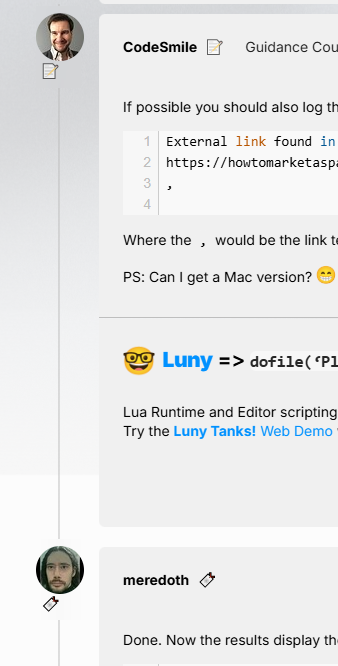 CodeSmile Guidance Cou
If possible you should also log th
1 External link found in
2 https://howtomarketaspa
3 ,
4
Where the , would be the link te
PS: Can I get a Mac version?
Luny => dofile("Pl
Lua Runtime and Editor scripting
Try the Luny Tanks! Web Demo
meredoth
Done. Now the results display the